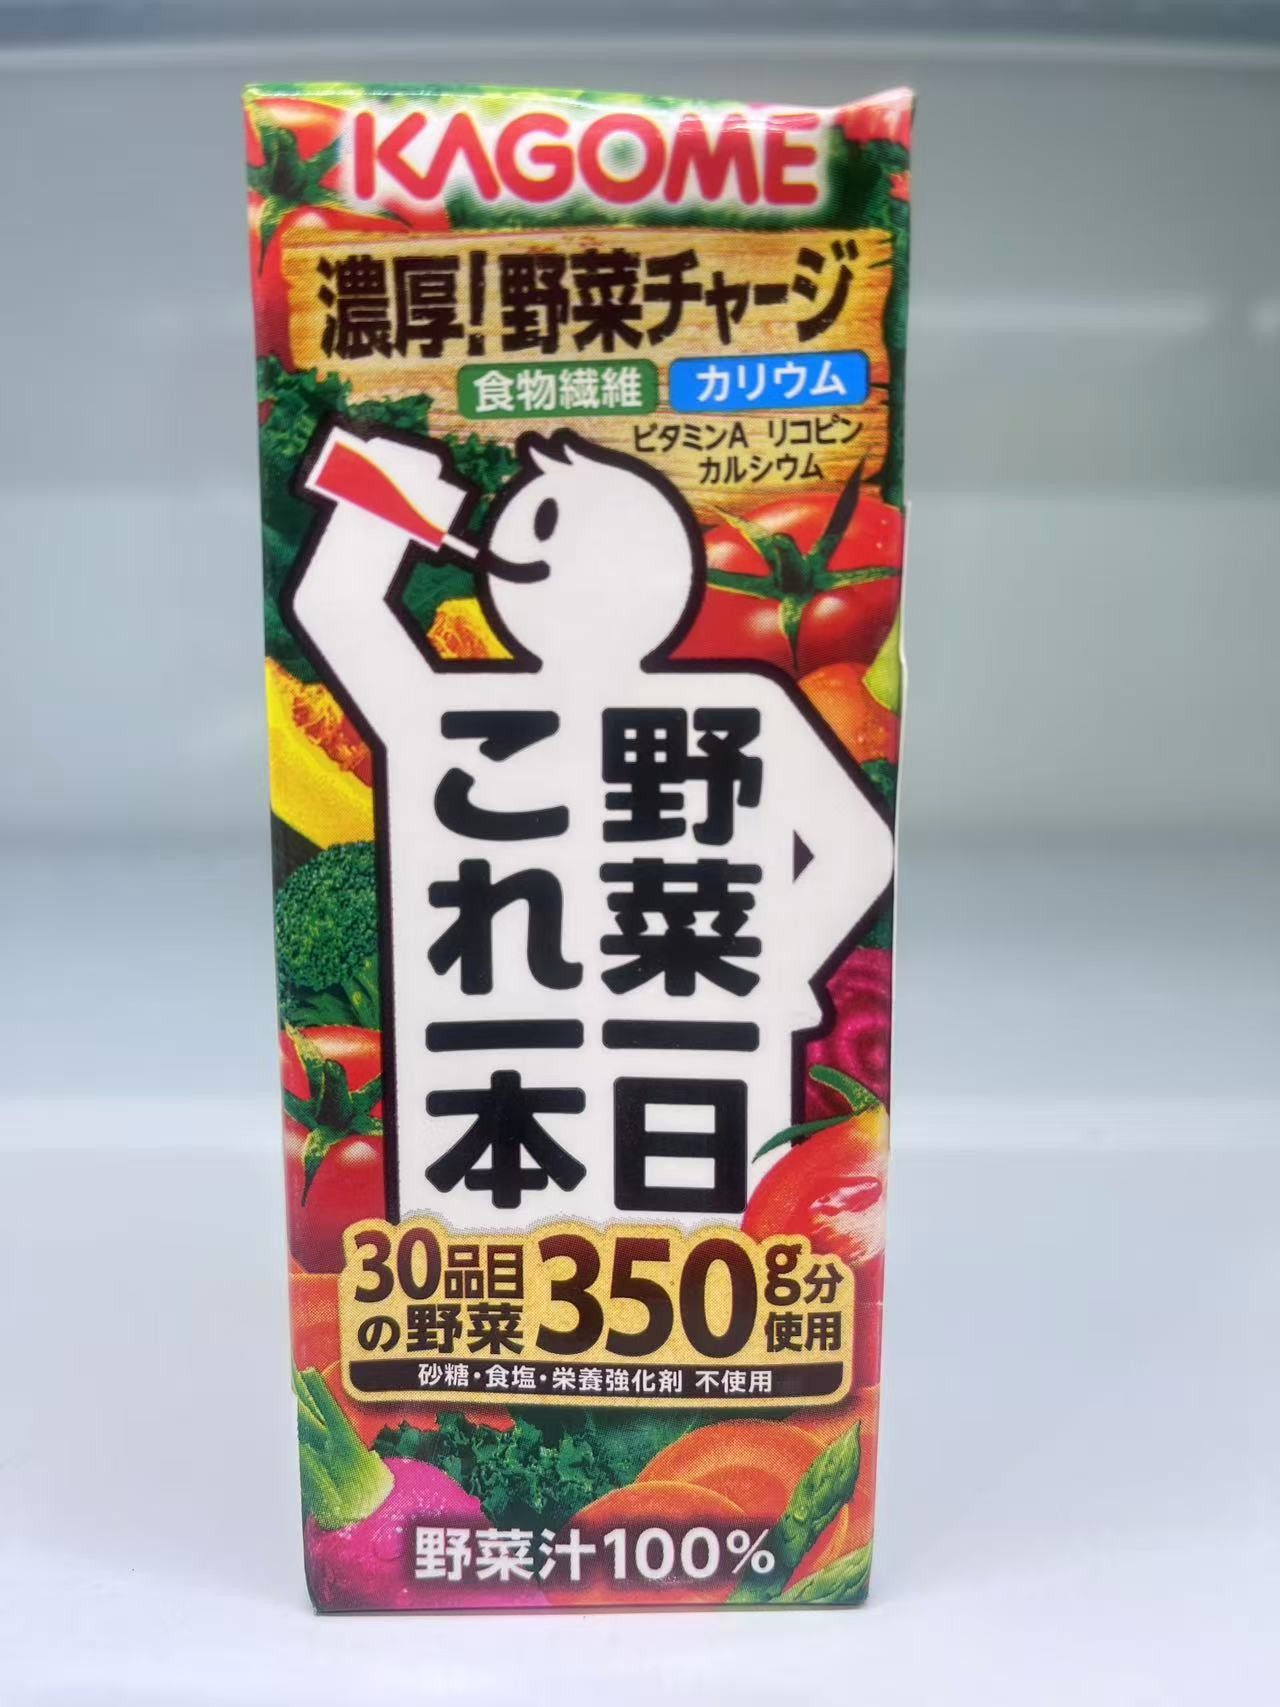 KAGOME
濃厚!野菜チャージ
食物繊維 カリウム
ビタミンA リコピン
カルシウム
野菜一日
これ一本
30品目の野菜350g分使用
砂糖・食塩・栄養強化剤 不使用
野菜汁100%